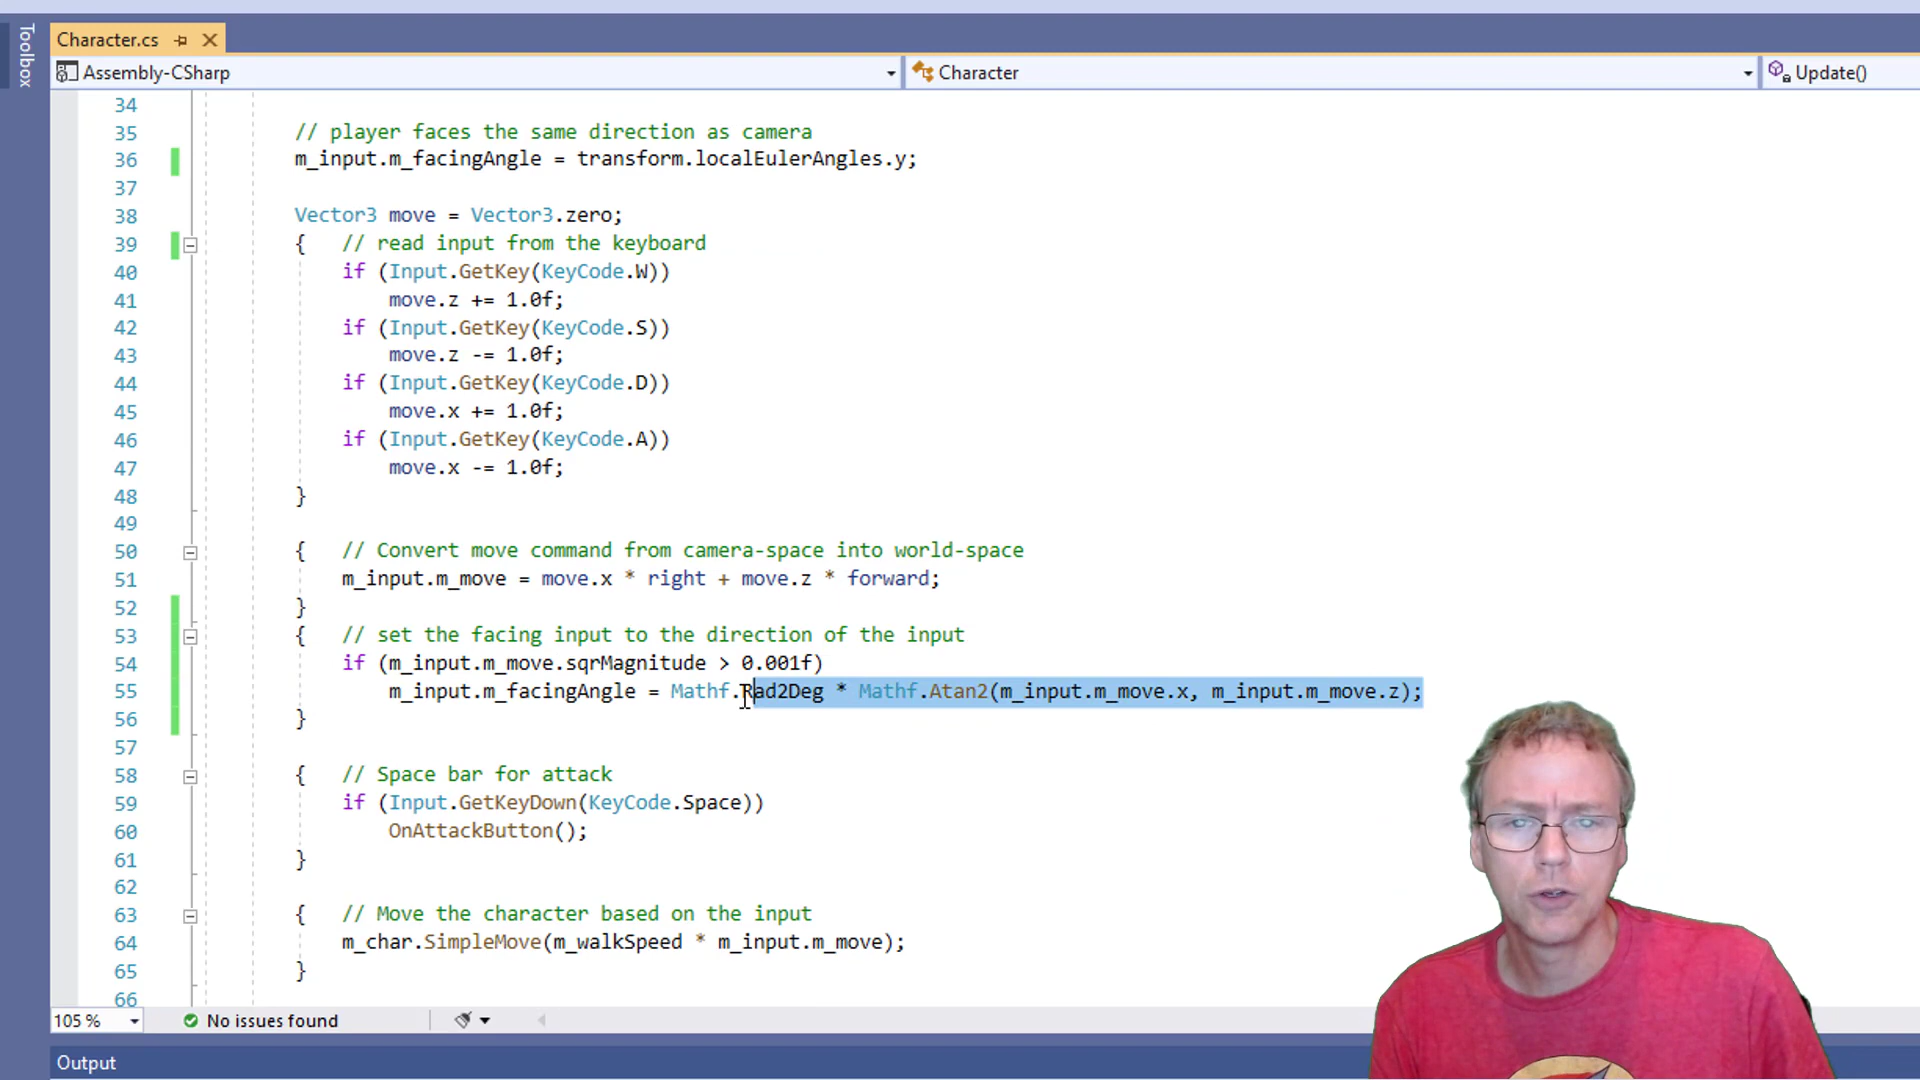 Toolbox
Character.cs
Assembly-CSharp
Character
Update()
34
35 // player faces the same direction as camera
36 m_input.m_facingAngle = transform.localEulerAngles.y;
37
38 Vector3 move = Vector3.zero;
39 { // read input from the keyboard
40 if (Input.GetKey(KeyCode.W))
41 move.z += 1.0f;
42 if (Input.GetKey(KeyCode.S))
43 move.z -= 1.0f;
44 if (Input.GetKey(KeyCode.D))
45 move.x += 1.0f;
46 if (Input.GetKey(KeyCode.A))
47 move.x -= 1.0f;
48 }
49
50 { // Convert move command from camera-space into world-space
51 m_input.m_move = move.x * right + move.z * forward;
52 }
53 { // set the facing input to the direction of the input
54 if (m_input.m_move.sqrMagnitude > 0.001f)
55 m_input.m_facingAngle = Mathf.Rad2Deg * Mathf.Atan2(m_input.m_move.x, m_input.m_move.z);
56 }
57
58 { // Space bar for attack
59 if (Input.GetKeyDown(KeyCode.Space))
60 OnAttackButton();
61 }
62
63 { // Move the character based on the input
64 m_char.SimpleMove(m_walkSpeed * m_input.m_move);
65 }
66
105 %
No issues found
Output